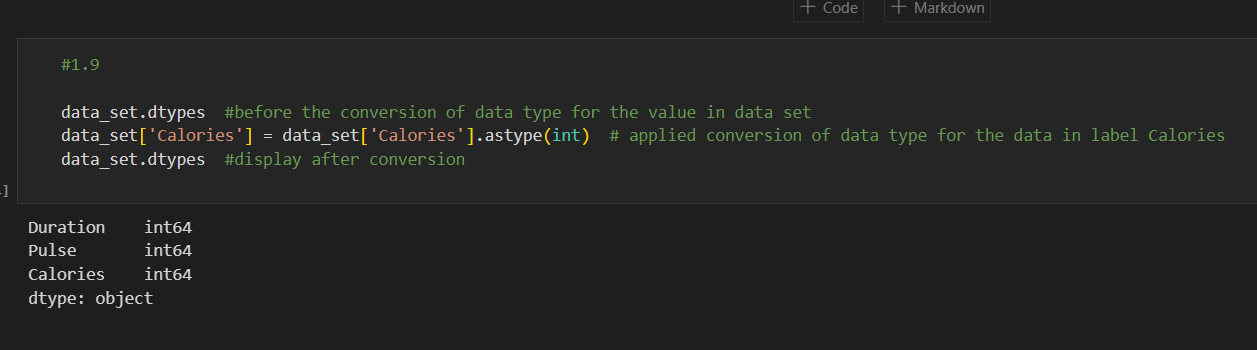 + Code + Markdown
#1.9
data_set.dtypes  #before the conversion of data type for the value in data set
data_set['Calories'] = data_set['Calories'].astype(int)  # applied conversion of data type for the data in label Calories
data_set.dtypes  #display after conversion
]
Duration    int64
Pulse       int64
Calories    int64
dtype: object